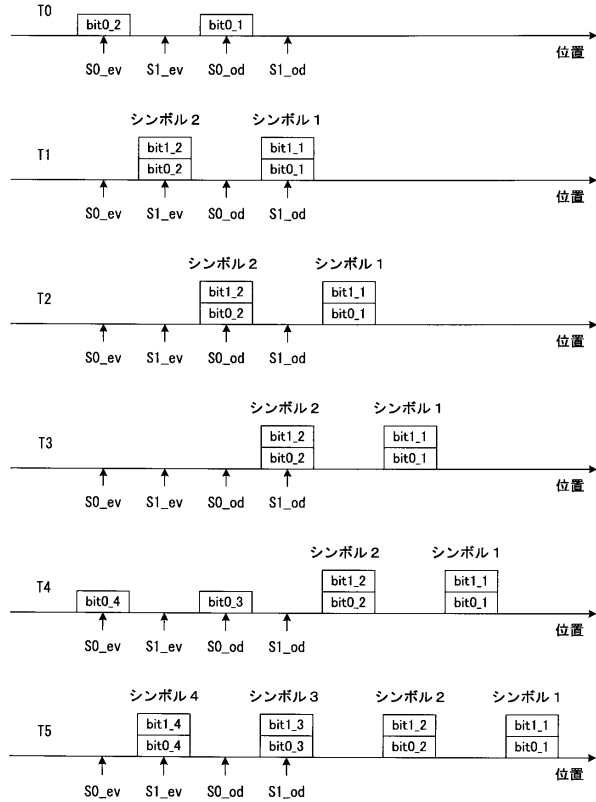 T0
bit0_2 bit0_1
位置
S0_ev S1_ev S0_od S1_od
シンボル2 シンボル1
T1
bit1_2 bit1_1
bit0_2 bit0_1
位置
S0_ev S1_ev S0_od S1_od
シンボル2 シンボル1
T2
bit1_2 bit1_1
bit0_2 bit0_1
位置
S0_ev S1_ev S0_od S1_od
シンボル2 シンボル1
T3
bit1_2 bit1_1
bit0_2 bit0_1
位置
S0_ev S1_ev S0_od S1_od
シンボル2 シンボル1
T4
bit1_2 bit1_1
bit0_4 bit0_3 bit0_2 bit0_1
位置
S0_ev S1_ev S0_od S1_od
シンボル4 シンボル3 シンボル2 シンボル1
T5
bit1_4 bit1_3 bit1_2 bit1_1
bit0_4 bit0_3 bit0_2 bit0_1
位置
S0_ev S1_ev S0_od S1_od